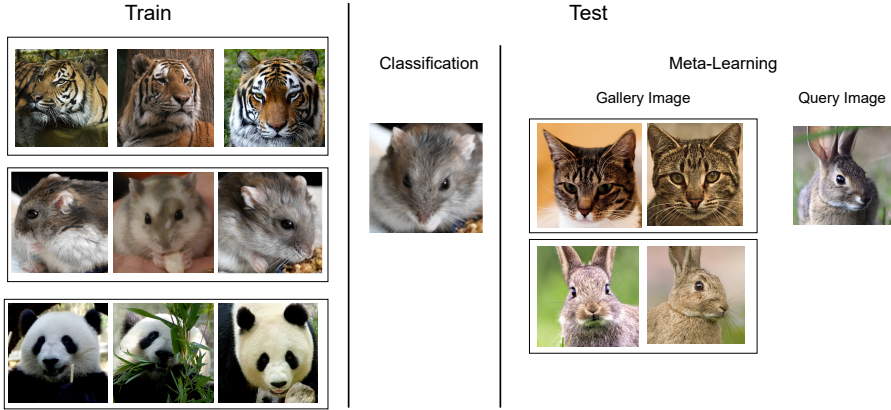 Train
Test
Classification
Meta-Learning
Gallery Image
Query Image